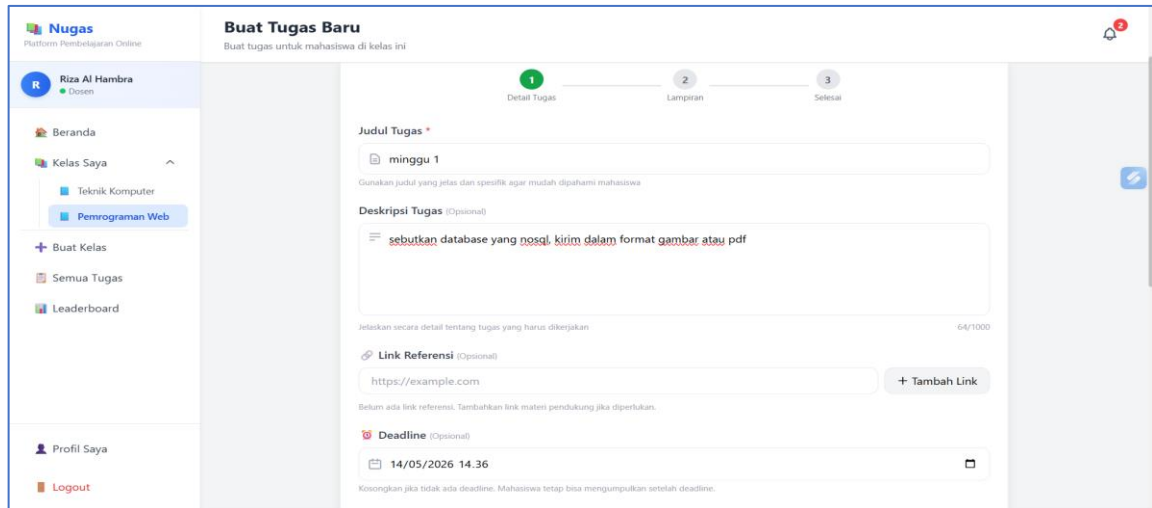 Nugas
Platform Pembelajaran Online
R
Riza Al Hambra
Dosen
Beranda
Kelas Saya
Teknik Komputer
Pemrograman Web
Buat Kelas
Semua Tugas
Leaderboard
Profil Saya
Logout
Buat Tugas Baru
Buat tugas untuk mahasiswa di kelas ini
2
1
2
3
Detail Tugas
Lampiran
Selesai
Judul Tugas *
minggu 1
Gunakan judul yang jelas dan spesifik agar mudah dipahami mahasiswa
Deskripsi Tugas (Opsional)
sebutkan database yang nosql, kirim dalam format gambar atau pdf
Jelaskan secara detail tentang tugas yang harus dikerjakan
64/1000
Link Referensi (Opsional)
https://example.com
+ Tambah Link
Belum ada link referensi. Tambahkan link materi pendukung jika diperlukan.
Deadline (Opsional)
14/05/2026 14.36
Kosongkan jika tidak ada deadline. Mahasiswa tetap bisa mengumpulkan setelah deadline.